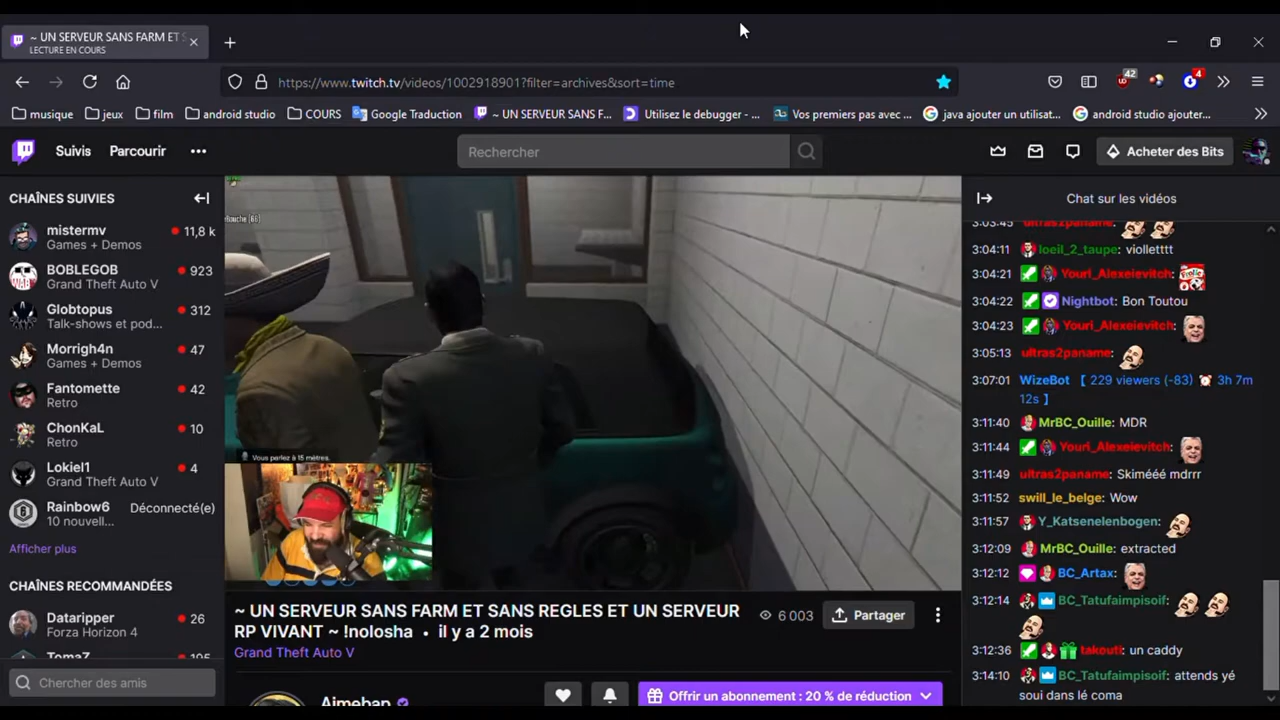 ~ UN SERVEUR SANS FARM ET S
LECTURE EN COURS
https://www.twitch.tv/videos/1002918901?filter=archives&sort=time
42
4
musique
jeux
film
android studio
COURS
Google Traduction
~ UN SERVEUR SANS F...
Utilisez le debugger - ...
Vos premiers pas avec ...
java ajouter un utilisat...
android studio ajouter...
Suivis
Parcourir
Rechercher
Acheter des Bits
CHAÎNES SUIVIES
mistermv
11,8 k
Games + Demos
BOBLEGOB
923
Grand Theft Auto V
Globtopus
312
Talk-shows et pod...
Morrigh4n
47
Games + Demos
Fantomette
42
Retro
ChonKaL
10
Retro
Lokiel1
4
Grand Theft Auto V
Rainbow6
Déconnecté(e)
10 nouvell...
Afficher plus
CHAÎNES RECOMMANDÉES
Dataripper
26
Forza Horizon 4
TomaZ
195
Chercher des amis
Vous parlez à 15 mètres.
~ UN SERVEUR SANS FARM ET SANS REGLES ET UN SERVEUR
RP VIVANT ~ !nolosha • il y a 2 mois
Grand Theft Auto V
6 003
Partager
Aimeban
Offrir un abonnement : 20 % de réduction
Chat sur les vidéos
3:03:45 ultras2paname:
3:04:11 loeil_2_taupe: violletttt
3:04:21 Youri_Alexeievitch:
3:04:22 Nightbot: Bon Toutou
3:04:23 Youri_Alexeievitch:
3:05:13 ultras2paname:
3:07:01 WizeBot 【 229 viewers (-83) ⏰ 3h 7m
12s 】
3:11:40 MrBC_Ouille: MDR
3:11:44 Youri_Alexeievitch:
3:11:49 ultras2paname: Skimééé mdrrr
3:11:52 swill_le_belge: Wow
3:11:57 Y_Katsenelenbogen:
3:12:09 MrBC_Ouille: extracted
3:12:12 BC_Artax:
3:12:14 BC_Tatufaimpisoif:
3:12:36 takouti: un caddy
3:14:10 BC_Tatufaimpisoif: attends yé
soui dans lé coma